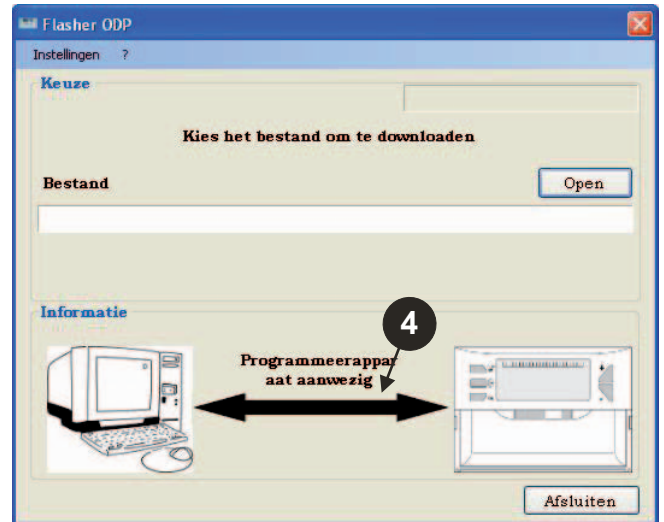 Flasher ODP
Instellingen ?
Keuze
Kies het bestand om te downloaden
Bestand
Open
Informatie
4
Programmeerappar
aat aanwezig
Afsluiten